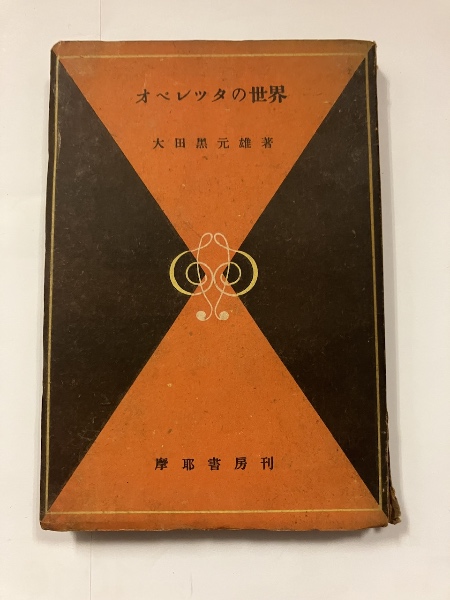 オペレッタの世界
大田黒元雄著
摩耶書房刊